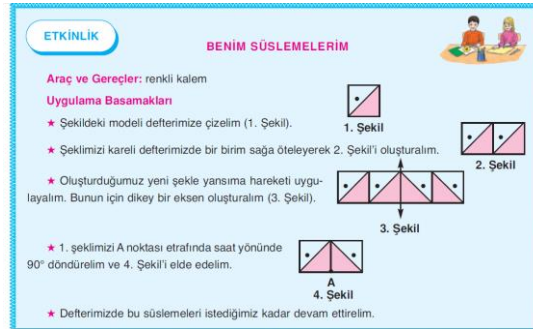 ETKİNLİK
BENİM SÜSLEMELERİM
Araç ve Gereçler: renkli kalem
Uygulama Basamakları
★ Şekildeki modeli defterimize çizelim (1. Şekil).
1. Şekil
★ Şeklimizi kareli defterimizde bir birim sağa öteleyerek 2. Şekil'i oluşturalım.
2. Şekil
★ Oluşturduğumuz yeni şekle yansıma hareketi uygu-
layalım. Bunun için dikey bir eksen oluşturalım (3. Şekil).
3. Şekil
★ 1. şeklimizi A noktası etrafında saat yönünde
90° döndürelim ve 4. Şekil'i elde edelim.
A
4. Şekil
★ Defterimizde bu süslemeleri istediğimiz kadar devam ettirelim.